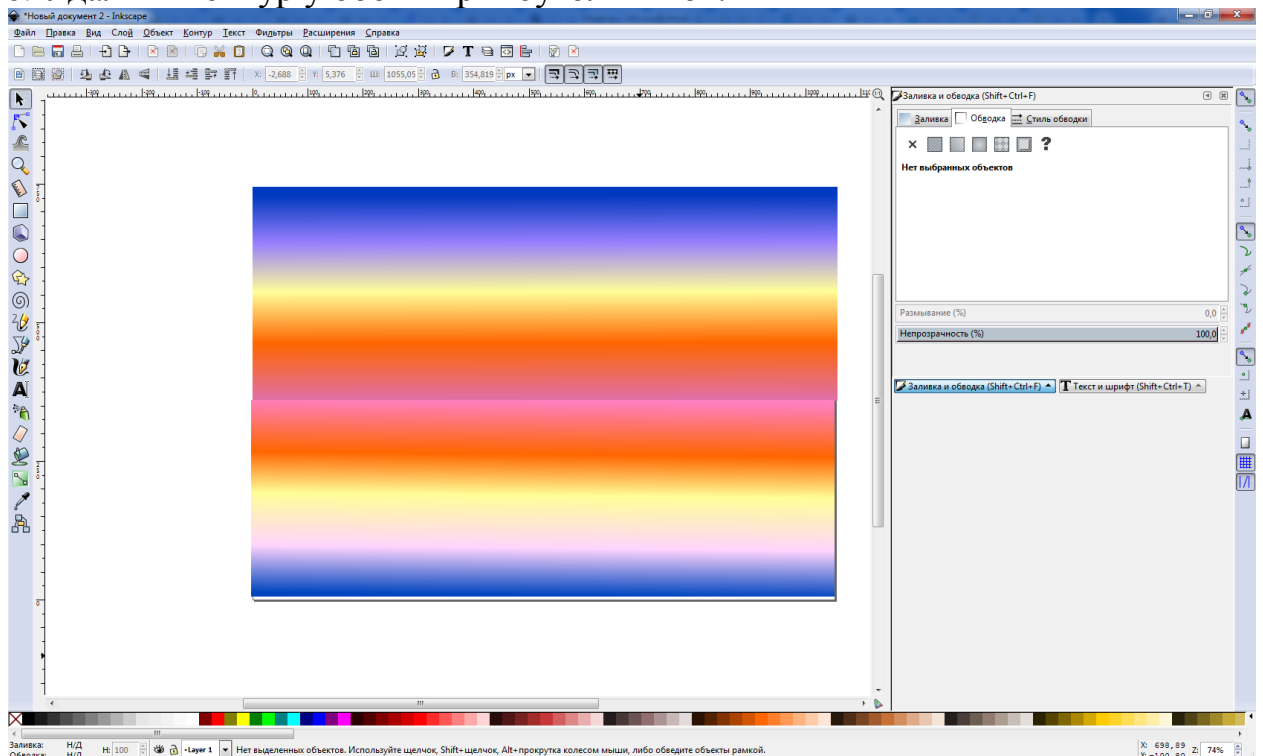 *Новый документ 2 - Inkscape
Файл Правка Вид Слой Объект Контур Текст Фильтры Расширения Справка
X: -2,688 Y: 5,376 Ш: 1055,05 В: 354,819 px
Заливка и обводка (Shift+Ctrl+F)
Заливка Обводка Стиль обводки
Нет выбранных объектов
Размывание (%) 0,0
Непрозрачность (%) 100,0
Заливка и обводка (Shift+Ctrl+F) Текст и шрифт (Shift+Ctrl+T)
Заливка: Н/Д
Обводка: Н/Д
Н: 100 -Layer 1 Нет выделенных объектов. Используйте щелчок, Shift+щелчок, Alt+прокрутка колесом мыши, либо обведите объекты рамкой.
X: 698,89
Y: -100,80
Z: 74%